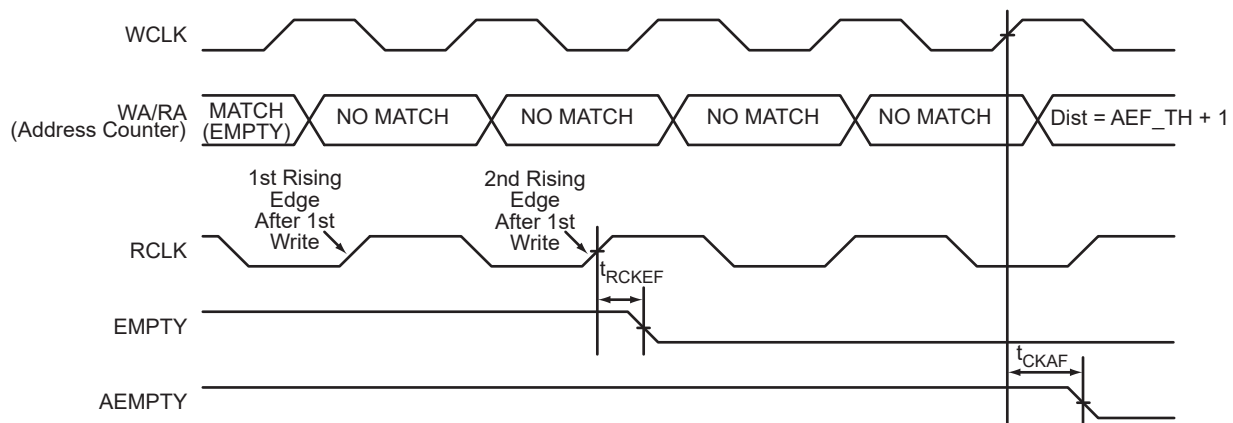 WCLK
WA/RA
(Address Counter)
MATCH
(EMPTY)
NO MATCH
NO MATCH
NO MATCH
NO MATCH
Dist = AEF_TH + 1
1st Rising
Edge
After 1st
Write
2nd Rising
Edge
After 1st
Write
RCLK
tRCKEF
EMPTY
tCKAF
AEMPTY